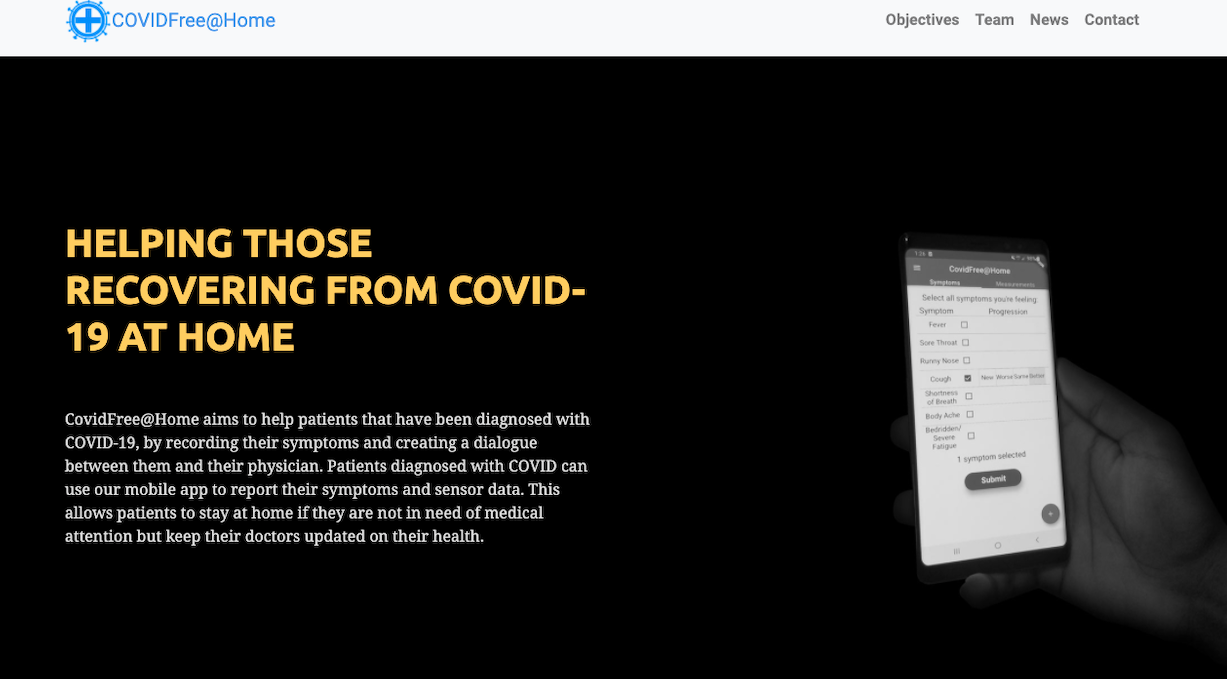 COVIDFree@Home
Objectives Team News Contact
HELPING THOSE
RECOVERING FROM COVID-
19 AT HOME
CovidFree@Home aims to help patients that have been diagnosed with
COVID-19, by recording their symptoms and creating a dialogue
between them and their physician. Patients diagnosed with COVID can
use our mobile app to report their symptoms and sensor data. This
allows patients to stay at home if they are not in need of medical
attention but keep their doctors updated on their health.
1:26
CovidFree@Home
Symptoms Measurements
Select all symptoms you're feeling:
Symptom Progression
Fever
Sore Throat
Runny Nose
Cough New Worse Same Better
Shortness
of Breath
Body Ache
Bedridden/
Severe
Fatigue
1 symptom selected
Submit